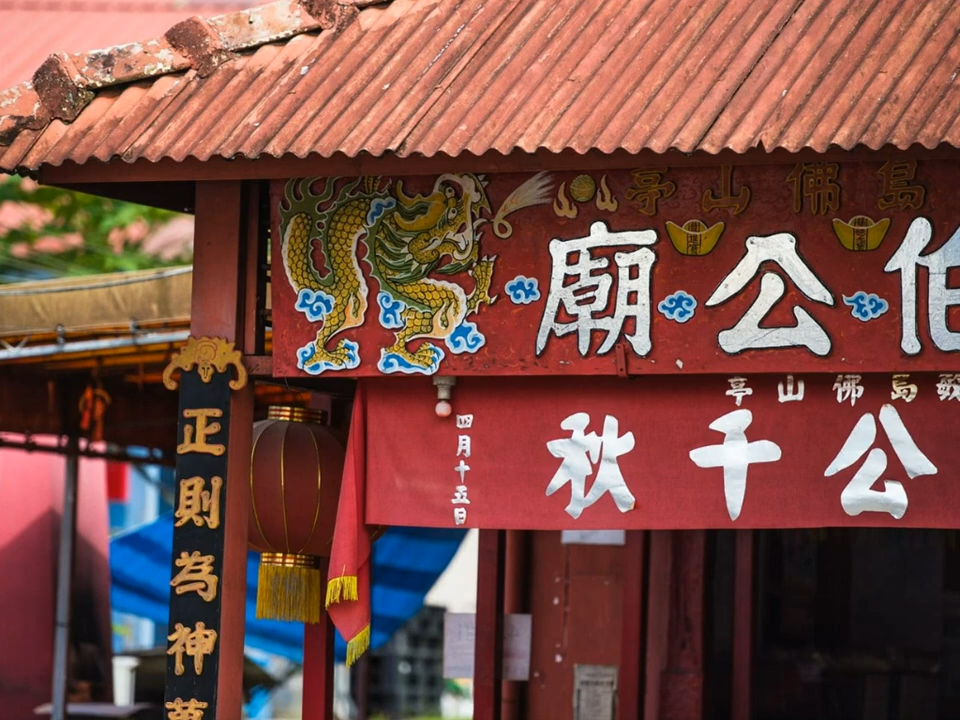 島佛山亭
伯公廟
島佛山亭
公千秋
四月十五日
正則為神